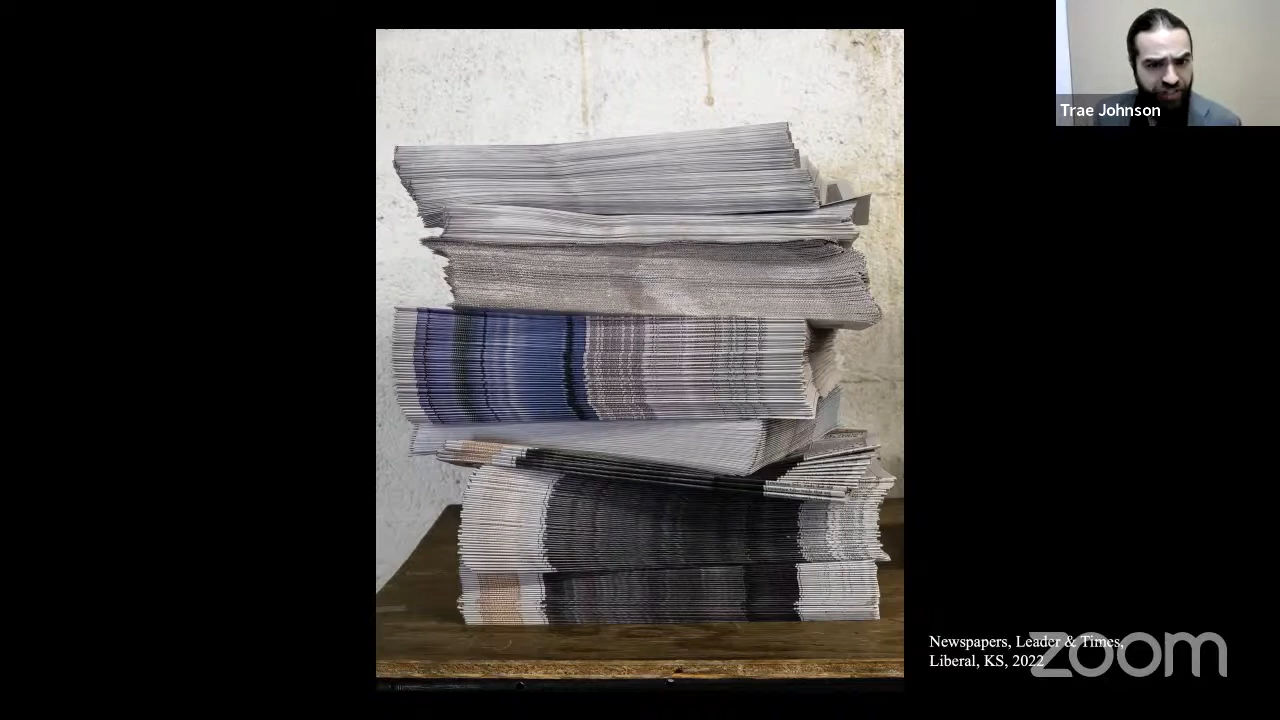 Trae Johnson
Newspapers, Leader & Times,
Liberal, KS, 2022
zoom